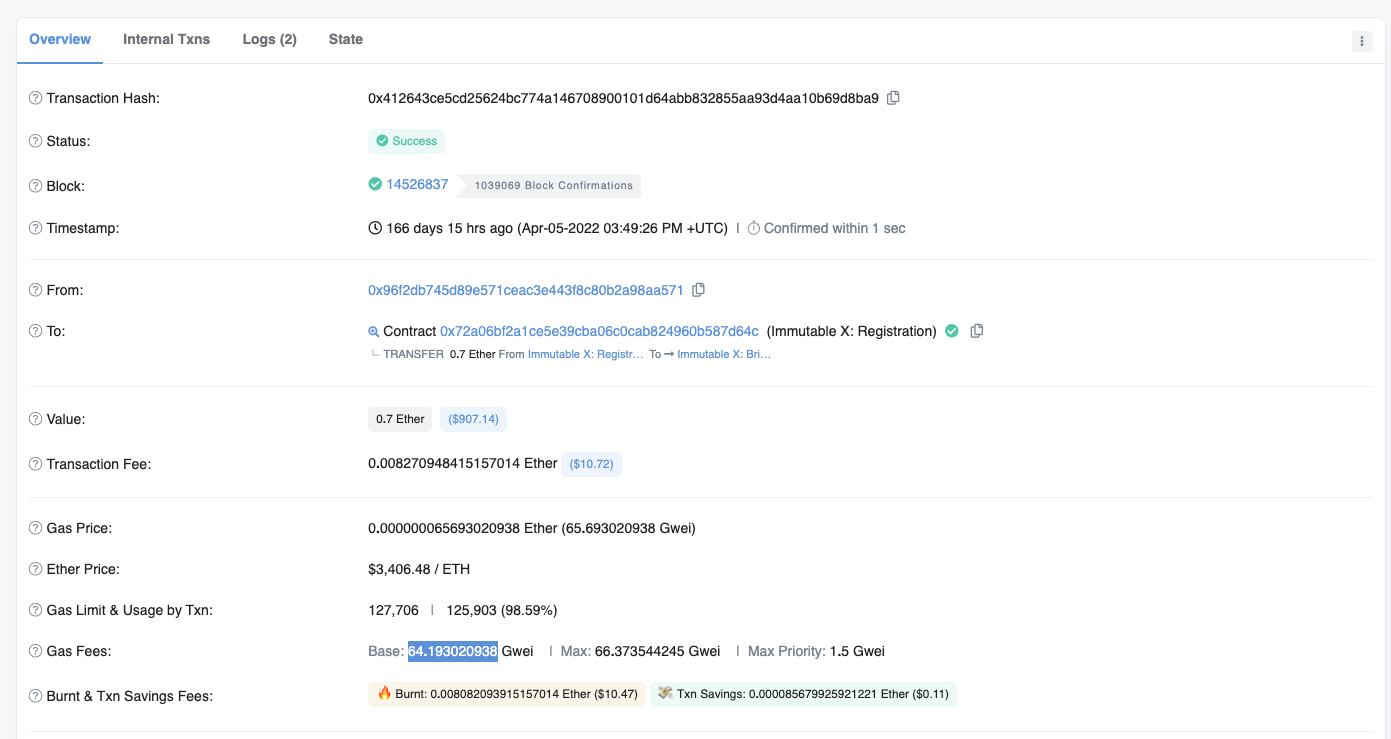 Overview Internal Txns Logs (2) State
Transaction Hash: 0x412643ce5cd25624bc774a146708900101d64abb832855aa93d4aa10b69d8ba9
Status: Success
Block: 14526837 1039069 Block Confirmations
Timestamp: 166 days 15 hrs ago (Apr-05-2022 03:49:26 PM +UTC) | Confirmed within 1 sec
From: 0x96f2db745d89e571ceac3e443f8c80b2a98aa571
To: Contract 0x72a06bf2a1ce5e39cba06c0cab824960b587d64c (Immutable X: Registration)
TRANSFER 0.7 Ether From Immutable X: Registr... To → Immutable X: Bri...
Value: 0.7 Ether ($907.14)
Transaction Fee: 0.008270948415157014 Ether ($10.72)
Gas Price: 0.000000065693020938 Ether (65.693020938 Gwei)
Ether Price: $3,406.48 / ETH
Gas Limit & Usage by Txn: 127,706 | 125,903 (98.59%)
Gas Fees: Base: 64.193020938 Gwei | Max: 66.373544245 Gwei | Max Priority: 1.5 Gwei
Burnt & Txn Savings Fees: 🔥 Burnt: 0.008082093915157014 Ether ($10.47) 💸 Txn Savings: 0.000085679925921221 Ether ($0.11)